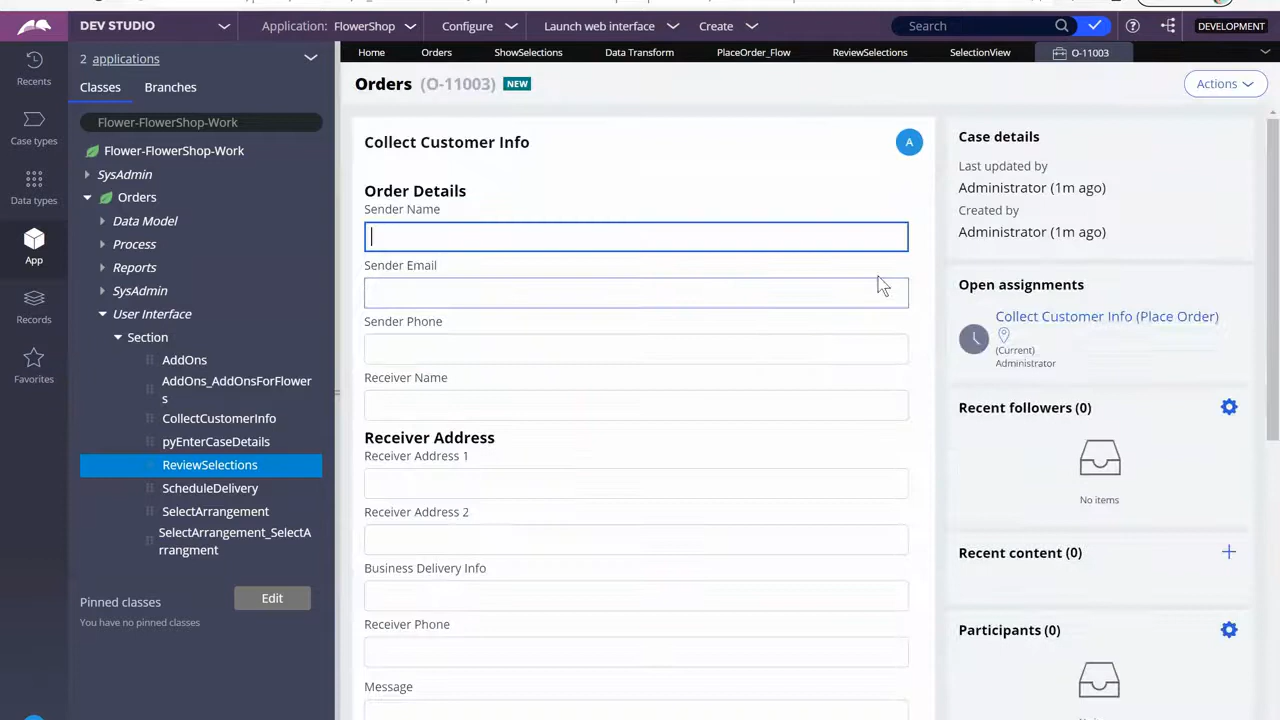 DEV STUDIO
Application: FlowerShop
Configure
Launch web interface
Create
Search
DEVELOPMENT
Recents
Case types
Data types
App
Records
Favorites
2 applications
Classes
Branches
Flower-FlowerShop-Work
Flower-FlowerShop-Work
SysAdmin
Orders
Data Model
Process
Reports
SysAdmin
User Interface
Section
AddOns
AddOns_AddOnsForFlower
s
CollectCustomerInfo
pyEnterCaseDetails
ReviewSelections
ScheduleDelivery
SelectArrangement
SelectArrangement_SelectA
rrangment
Pinned classes
Edit
You have no pinned classes
Home
Orders
ShowSelections
Data Transform
PlaceOrder_Flow
ReviewSelections
SelectionView
O-11003
Orders (O-11003) NEW
Actions
Collect Customer Info
A
Order Details
Sender Name
Sender Email
Sender Phone
Receiver Name
Receiver Address
Receiver Address 1
Receiver Address 2
Business Delivery Info
Receiver Phone
Message
Case details
Last updated by
Administrator (1m ago)
Created by
Administrator (1m ago)
Open assignments
Collect Customer Info (Place Order)
(Current)
Administrator
Recent followers (0)
No items
Recent content (0)
Participants (0)